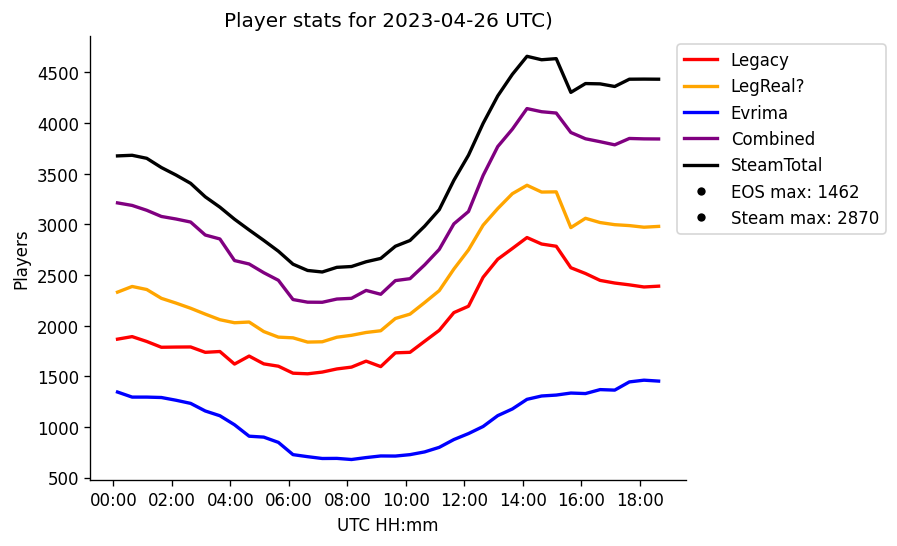 Player stats for 2023-04-26 UTC)
Players
4500
4000
3500
3000
2500
2000
1500
1000
500
00:00 02:00 04:00 06:00 08:00 10:00 12:00 14:00 16:00 18:00
UTC HH:mm
Legacy
LegReal?
Evrima
Combined
SteamTotal
EOS max: 1462
Steam max: 2870